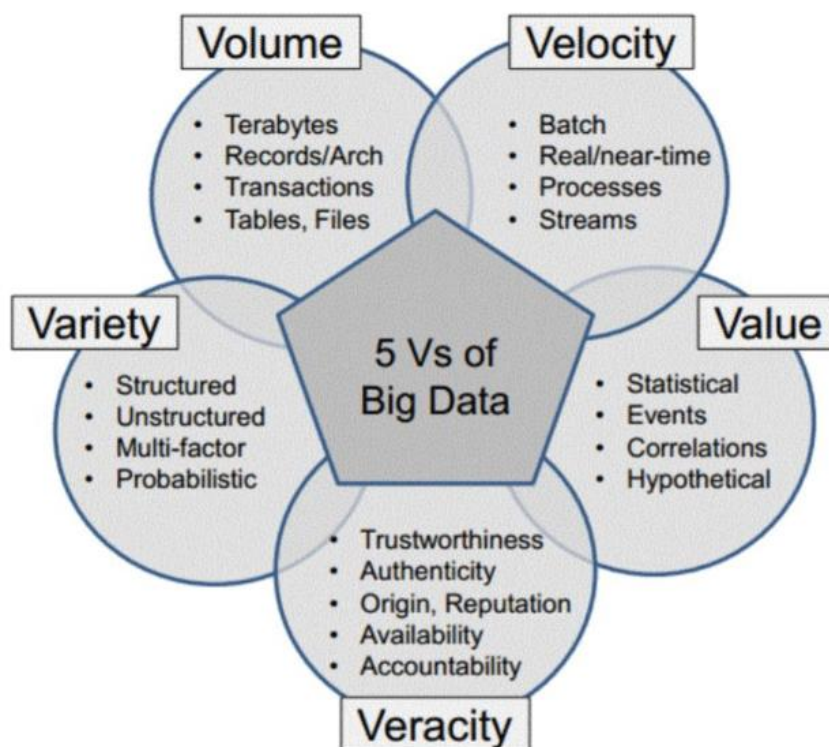 Volume
• Terabytes
• Records/Arch
• Transactions
• Tables, Files
Velocity
• Batch
• Real/near-time
• Processes
• Streams
Variety
• Structured
• Unstructured
• Multi-factor
• Probabilistic
5 Vs of
Big Data
Value
• Statistical
• Events
• Correlations
• Hypothetical
• Trustworthiness
• Authenticity
• Origin, Reputation
• Availability
• Accountability
Veracity